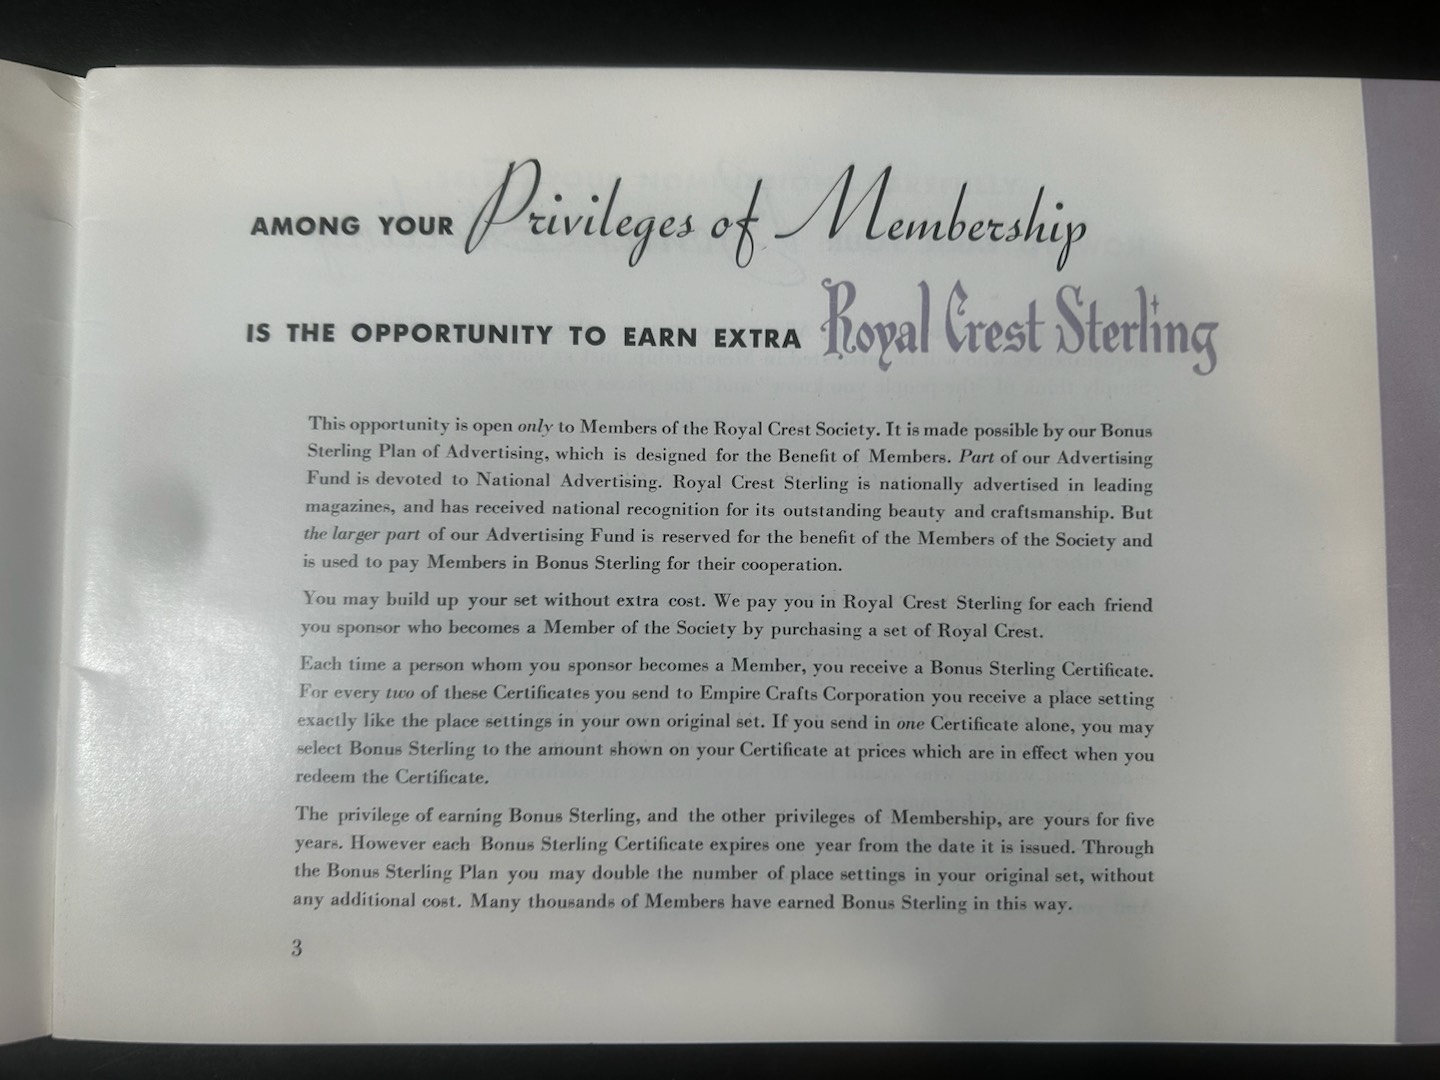 AMONG YOUR Privileges of Membership
IS THE OPPORTUNITY TO EARN EXTRA Royal Crest Sterling
This opportunity is open only to Members of the Royal Crest Society. It is made possible by our Bonus
Sterling Plan of Advertising, which is designed for the Benefit of Members. Part of our Advertising
Fund is devoted to National Advertising. Royal Crest Sterling is nationally advertised in leading
magazines, and has received national recognition for its outstanding beauty and craftsmanship. But
the larger part of our Advertising Fund is reserved for the benefit of the Members of the Society and
is used to pay Members in Bonus Sterling for their cooperation.
You may build up your set without extra cost. We pay you in Royal Crest Sterling for each friend
you sponsor who becomes a Member of the Society by purchasing a set of Royal Crest.
Each time a person whom you sponsor becomes a Member, you receive a Bonus Sterling Certificate.
For every two of these Certificates you send to Empire Crafts Corporation you receive a place setting
exactly like the place settings in your own original set. If you send in one Certificate alone, you may
select Bonus Sterling to the amount shown on your Certificate at prices which are in effect when you
redeem the Certificate.
The privilege of earning Bonus Sterling, and the other privileges of Membership, are yours for five
years. However each Bonus Sterling Certificate expires one year from the date it is issued. Through
the Bonus Sterling Plan you may double the number of place settings in your original set, without
any additional cost. Many thousands of Members have earned Bonus Sterling in this way.
3